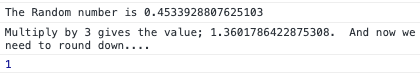 The Random number is 0.4533928807625103
Multiply by 3 gives the value; 1.3601786422875308.  And now we
need to round down....
1